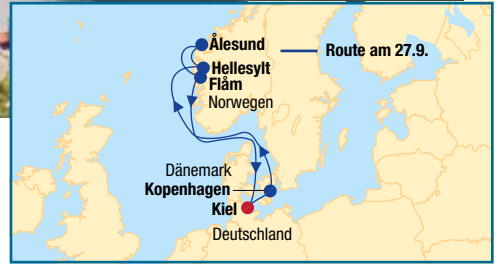 Ålesund
Route am 27.9.
Hellesylt
Flåm
Norwegen
Dänemark
Kopenhagen
Kiel
Deutschland